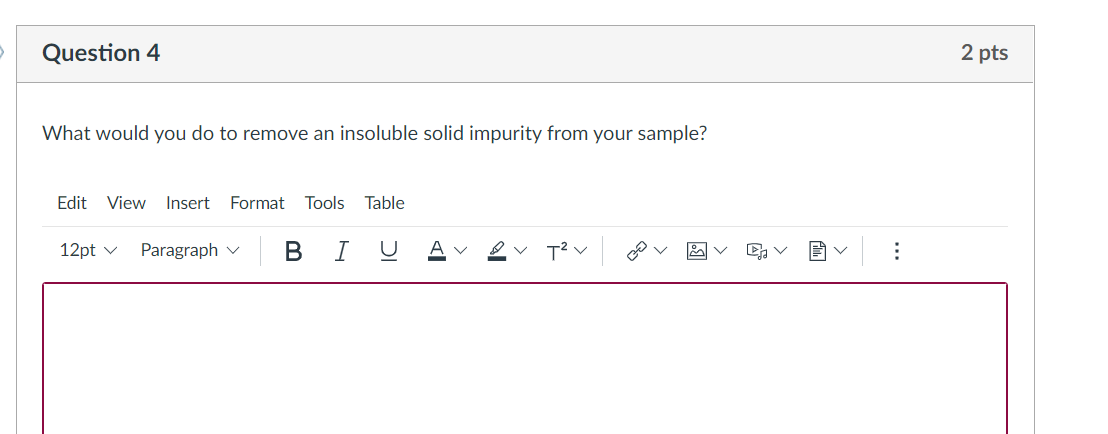 Question 4 2 pts
What would you do to remove an insoluble solid impurity from your sample?
Edit View Insert Format Tools Table
12pt Paragraph B I U A T²